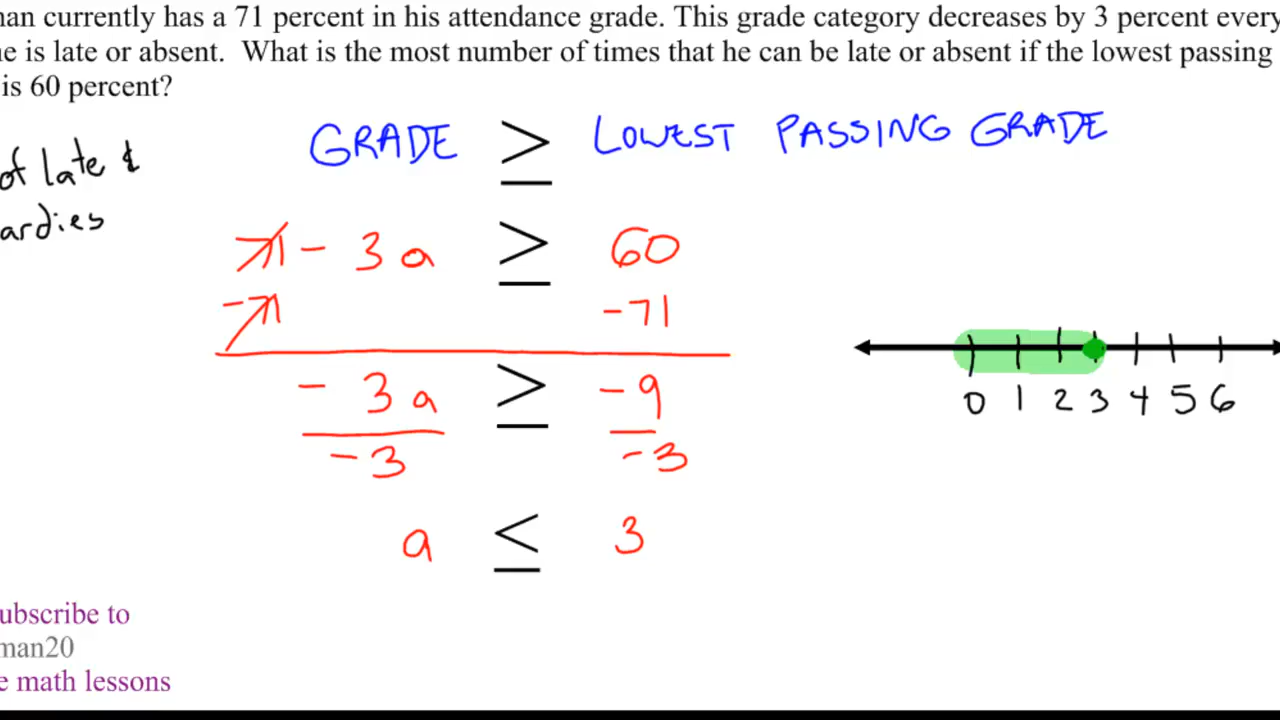 an currently has a 71 percent in his attendance grade. This grade category decreases by 3 percent every
e is late or absent. What is the most number of times that he can be late or absent if the lowest passing
is 60 percent?
GRADE ≥ LOWEST PASSING GRADE
of late &
ardies
71 - 3a ≥ 60
-71 -71
-3a ≥ -9
-3 -3
a ≤ 3
0 1 2 3 4 5 6
ubscribe to
man20
e math lessons